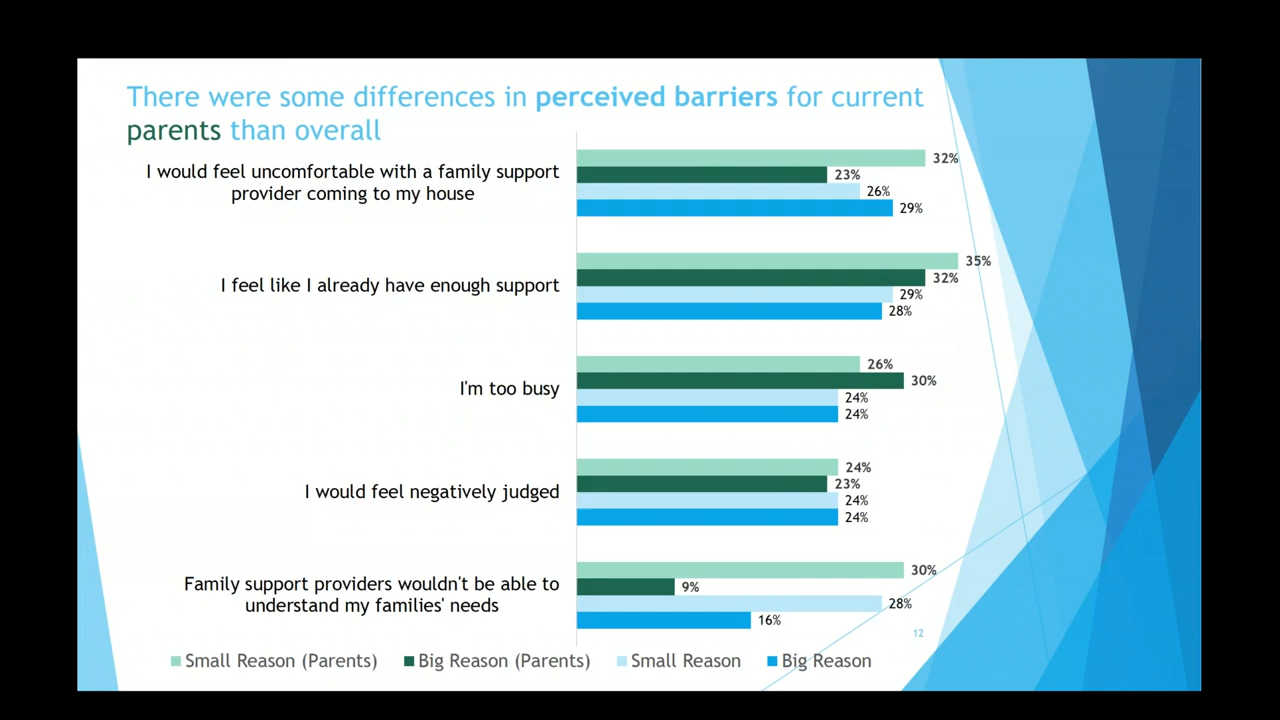 There were some differences in perceived barriers for current
parents than overall
I would feel uncomfortable with a family support
provider coming to my house
32%
23%
26%
29%
I feel like I already have enough support
35%
32%
29%
28%
I'm too busy
26%
30%
24%
24%
I would feel negatively judged
24%
23%
24%
24%
Family support providers wouldn't be able to
understand my families' needs
30%
9%
28%
16%
12
Small Reason (Parents) Big Reason (Parents) Small Reason Big Reason